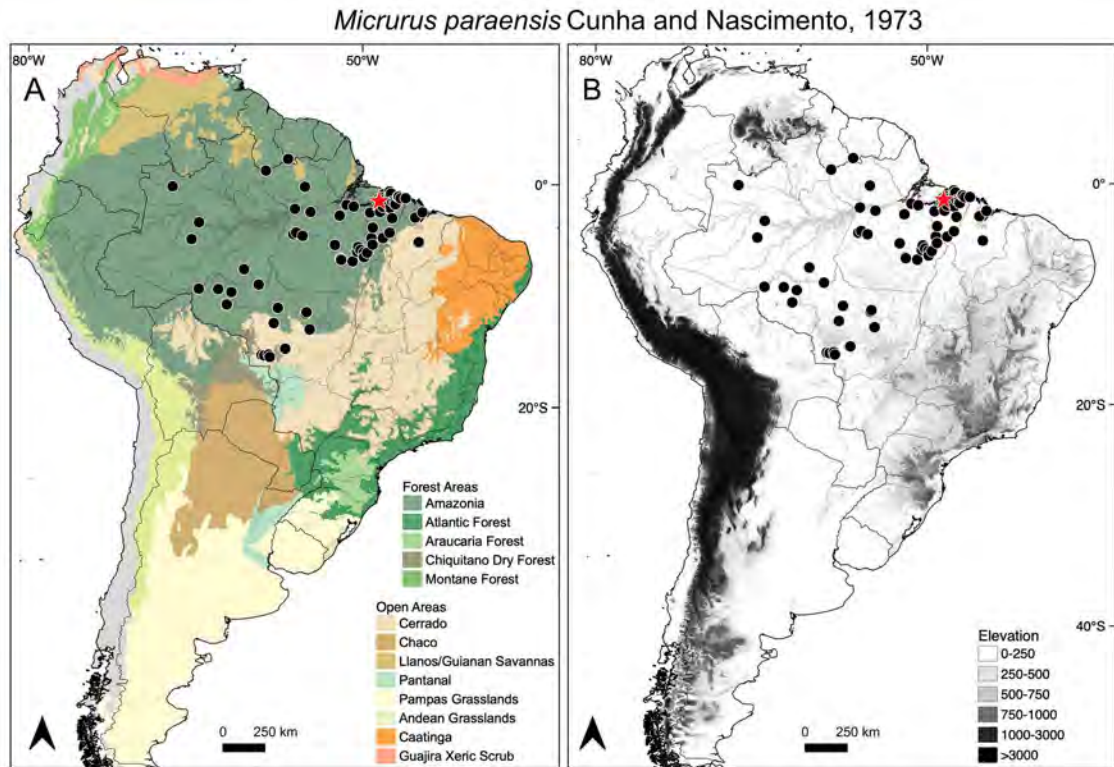 Micrurus paraensis Cunha and Nascimento, 1973
80°W
50°W
A
Forest Areas
Amazonia
Atlantic Forest
Araucaria Forest
Chiquitano Dry Forest
Montane Forest
Open Areas
Cerrado
Chaco
Llanos/Guianan Savannas
Pantanal
Pampas Grasslands
Andean Grasslands
Caatinga
Guajira Xeric Scrub
0 250 km
0°
20°S
80°W
50°W
B
0°
20°S
40°S
Elevation
0-250
250-500
500-750
750-1000
1000-3000
>3000
0 250 km